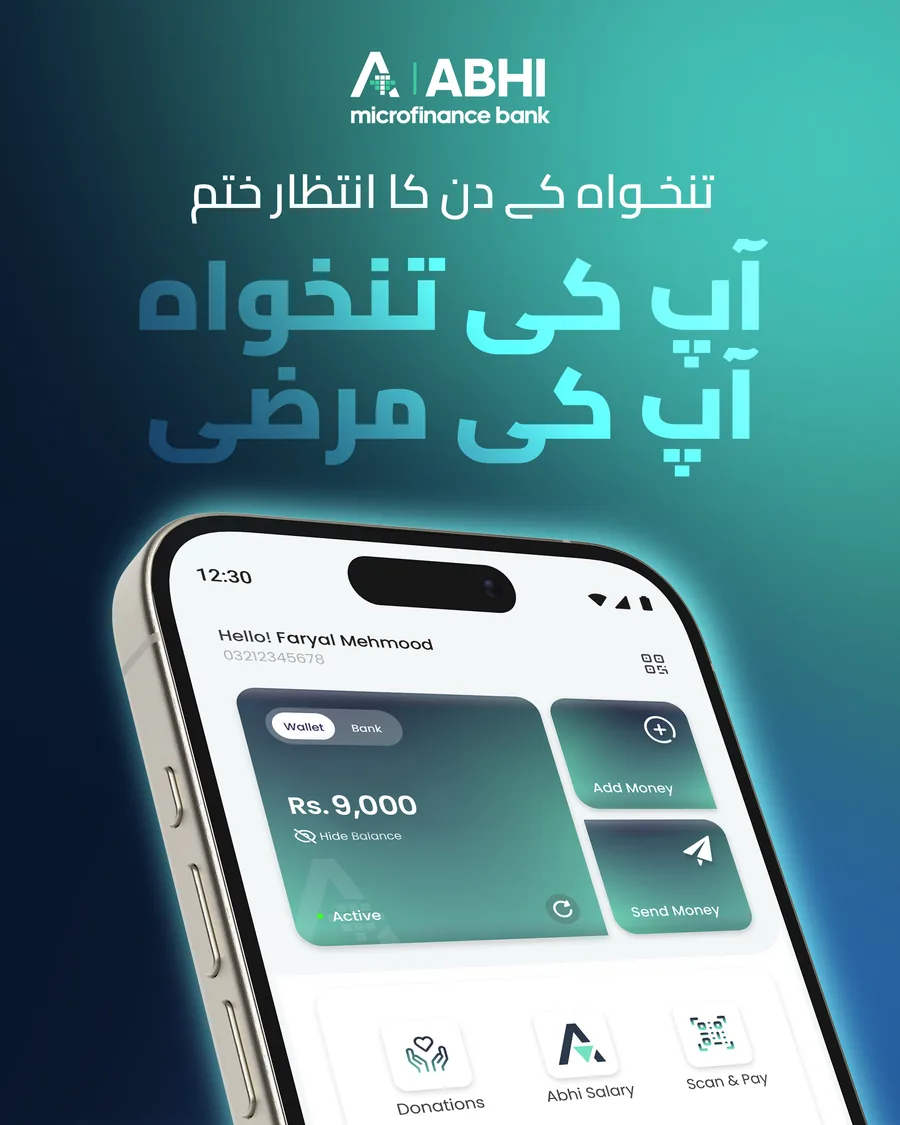 ABHI
microfinance bank
تنخواہ کے دن کا انتظار ختم
آپ کی تنخواہ
آپ کی مرضی
12:30
Hello! Faryal Mehmood
03212345678
Wallet Bank
Rs. 9,000
Hide Balance
Active
Add Money
Send Money
Donations
Abhi Salary
Scan & Pay